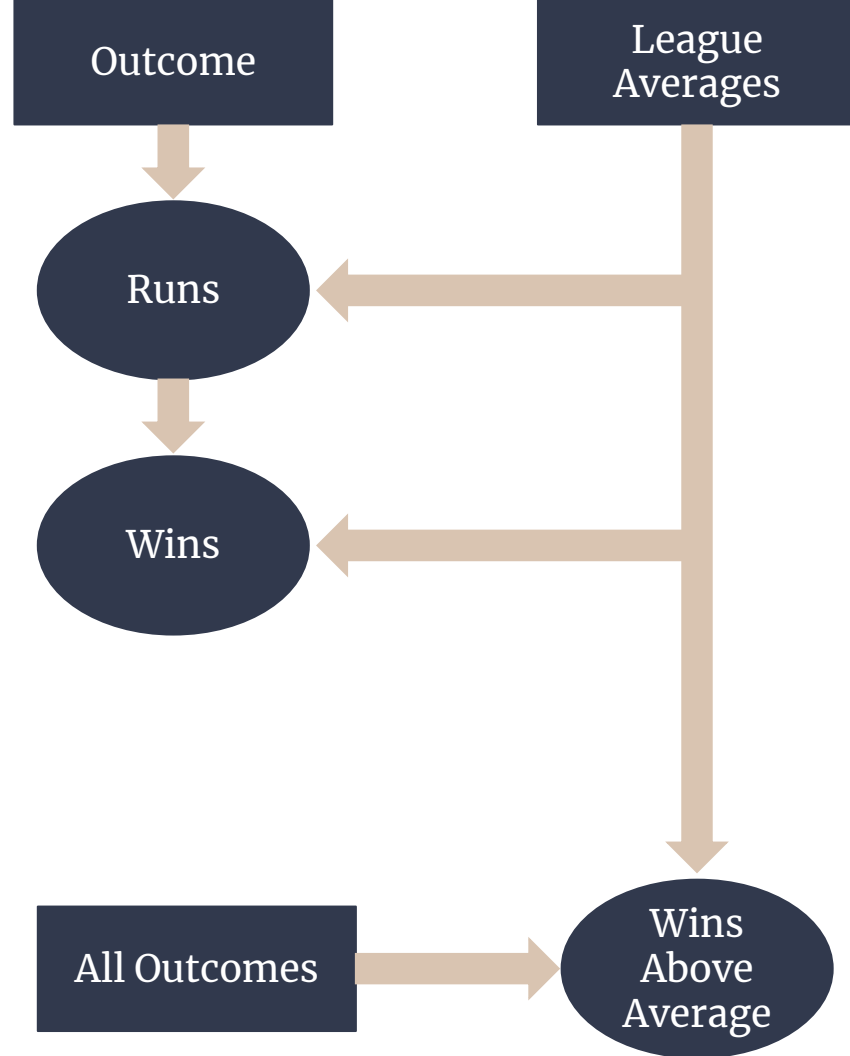 Outcome
League
Averages
Runs
Wins
All Outcomes
Wins
Above
Average